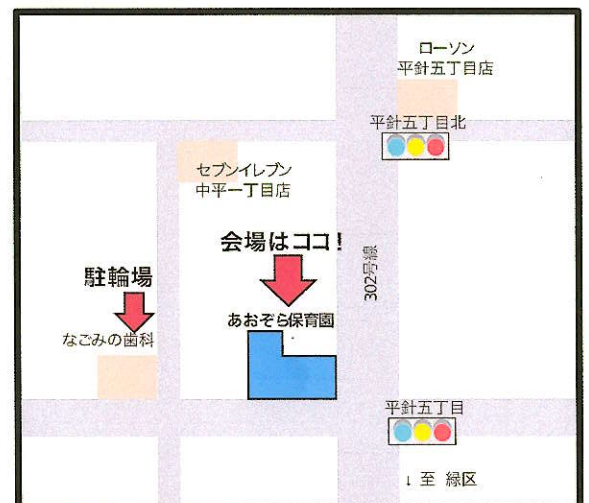 ローソン
平針五丁目店
平針五丁目北
セブンイレブン
中平一丁目店
会場はココ!
302号線
駐輪場
あおぞら保育園
なごみの歯科
平針五丁目
↓ 至 緑区